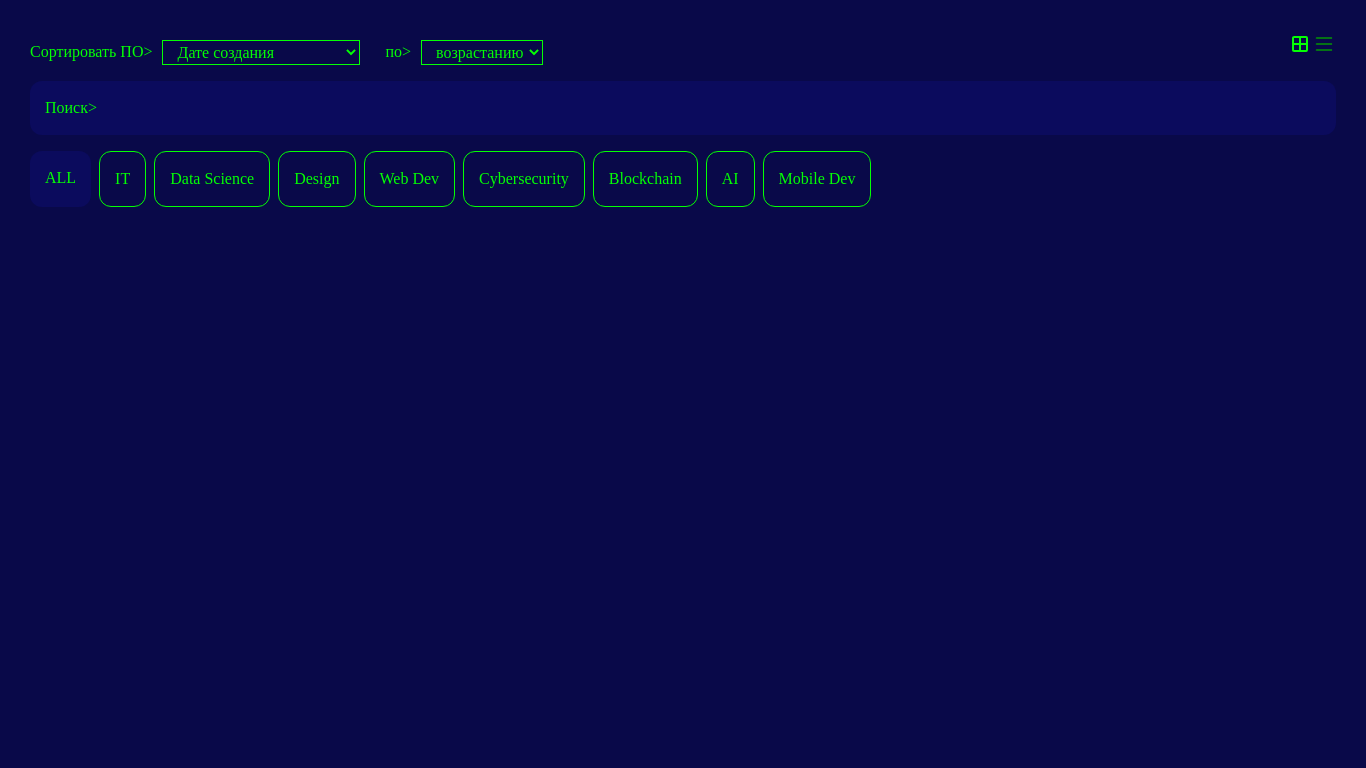 Сортировать ПО> Дате создания по> возрастанию
Поиск>
ALL IT Data Science Design Web Dev Cybersecurity Blockchain AI Mobile Dev